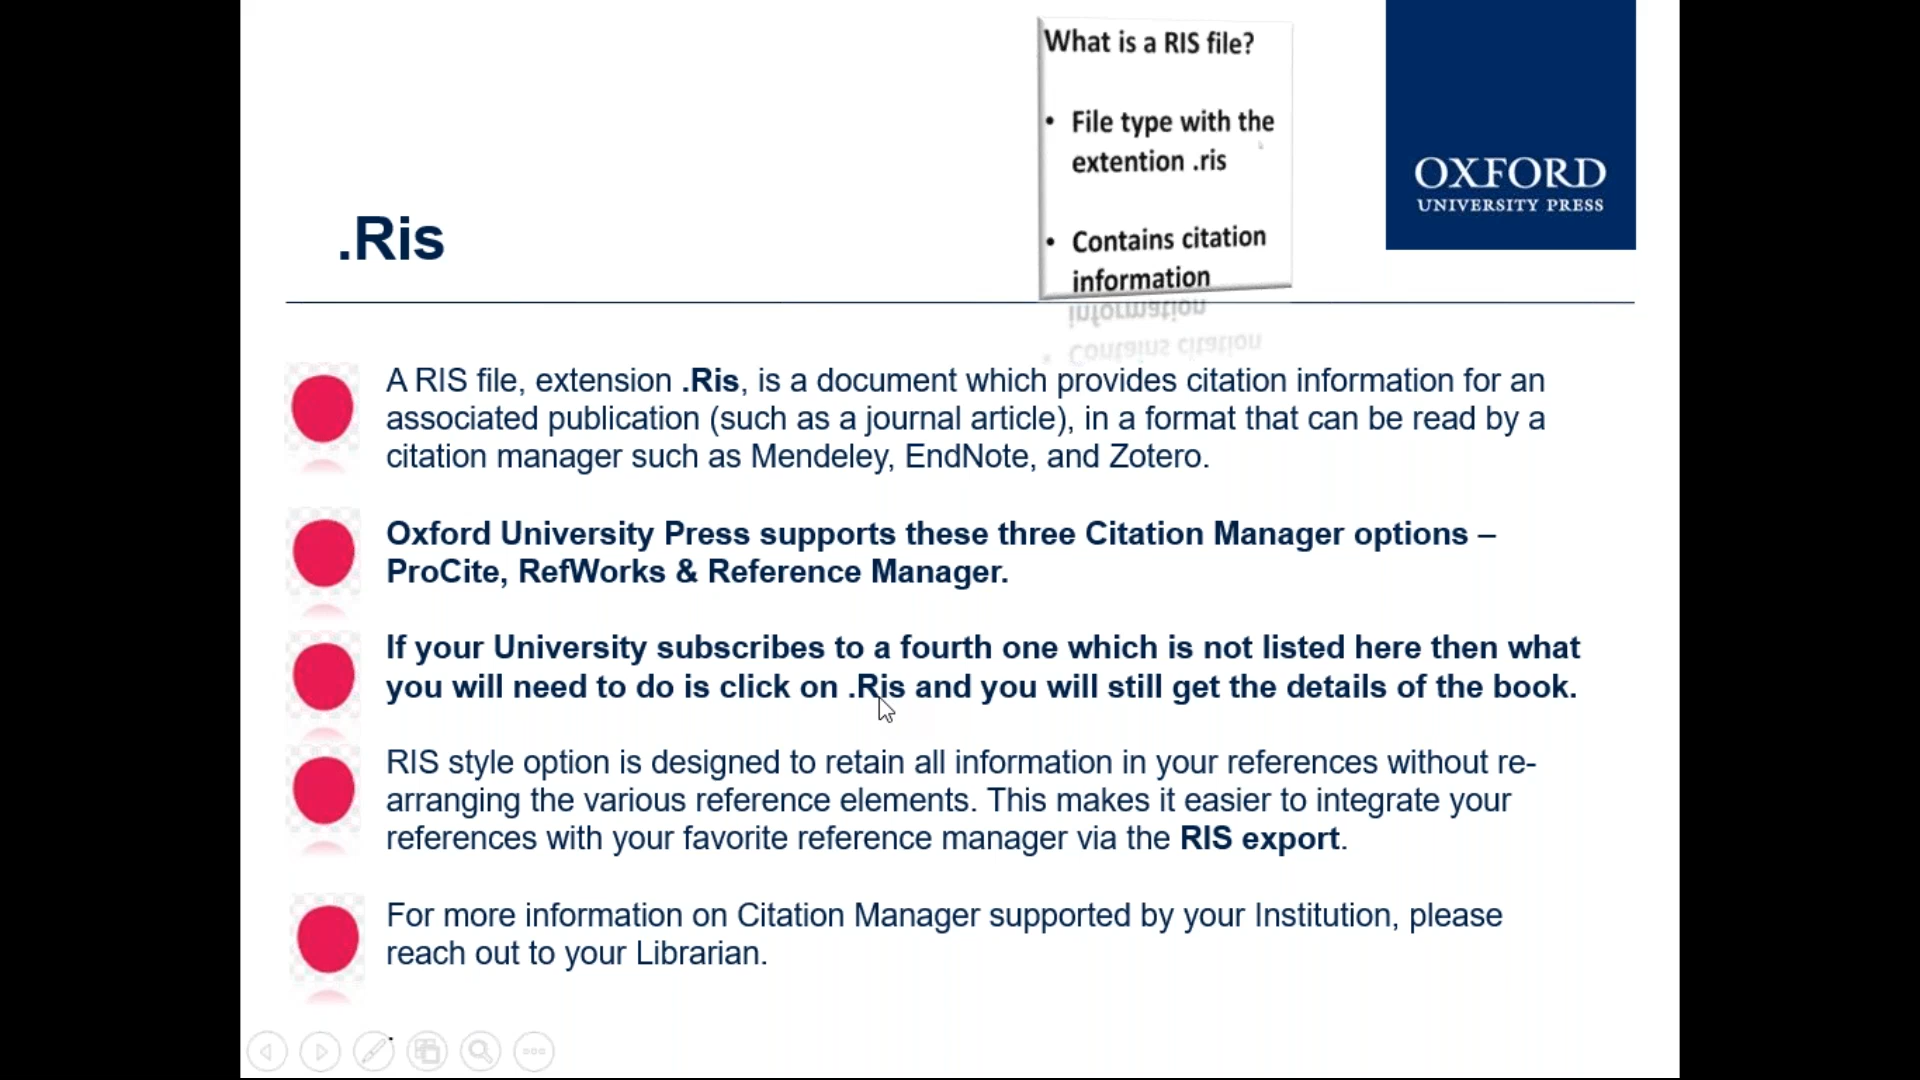 What is a RIS file?
• File type with the
extention .ris
• Contains citation
information
OXFORD
UNIVERSITY PRESS
.Ris
A RIS file, extension .Ris, is a document which provides citation information for an
associated publication (such as a journal article), in a format that can be read by a
citation manager such as Mendeley, EndNote, and Zotero.
Oxford University Press supports these three Citation Manager options –
ProCite, RefWorks & Reference Manager.
If your University subscribes to a fourth one which is not listed here then what
you will need to do is click on .Ris and you will still get the details of the book.
RIS style option is designed to retain all information in your references without re-
arranging the various reference elements. This makes it easier to integrate your
references with your favorite reference manager via the RIS export.
For more information on Citation Manager supported by your Institution, please
reach out to your Librarian.